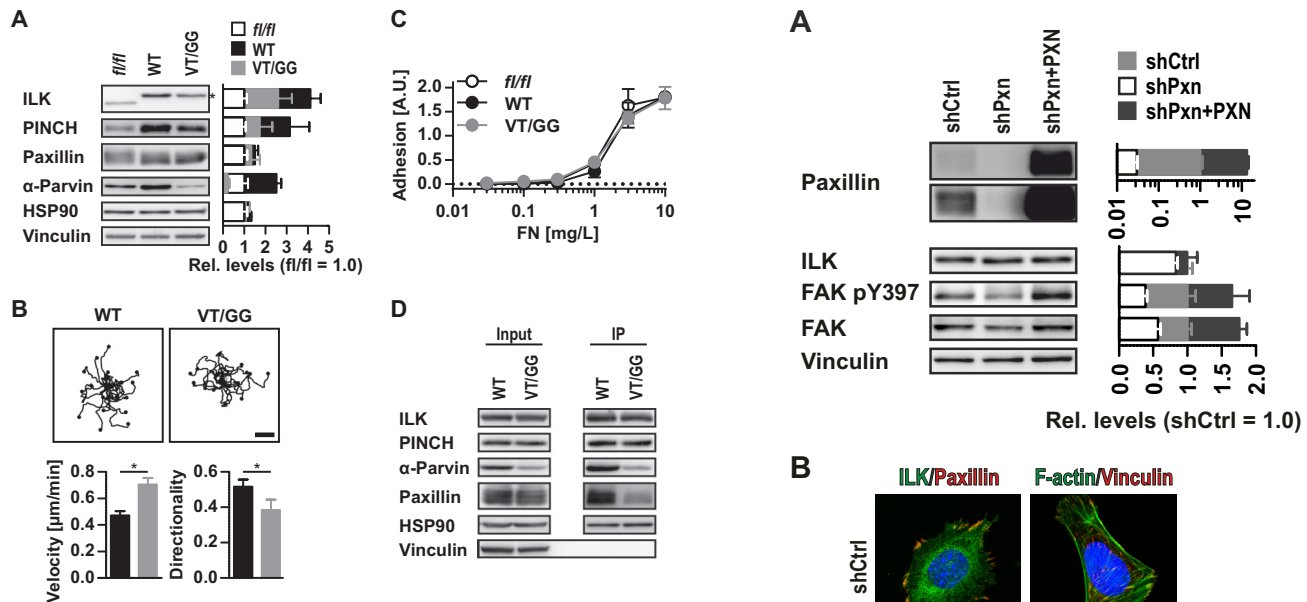 A
fl/fl
WT
VT/GG
fl/fl
WT
VT/GG
ILK
*
PINCH
Paxillin
α-Parvin
HSP90
Vinculin
0 1 2 3 4 5
Rel. levels (fl/fl = 1.0)
B
WT VT/GG
0.8
0.6
0.4
0.2
0.0
Velocity [µm/min]
*
0.6
0.4
0.2
0.0
Directionality
*
C
Adhesion [A.U.]
2.0
1.5
1.0
0.5
0.0
fl/fl
WT
VT/GG
0.01 0.1 1 10
FN [mg/L]
D
Input IP
WT VT/GG WT VT/GG
ILK
PINCH
α-Parvin
Paxillin
HSP90
Vinculin
A
shCtrl
shPxn
shPxn+PXN
shCtrl
shPxn
shPxn+PXN
Paxillin
0.01 0.1 1 10
ILK
FAK pY397
FAK
Vinculin
0.0 0.5 1.0 1.5 2.0
Rel. levels (shCtrl = 1.0)
B
ILK/Paxillin F-actin/Vinculin
shCtrl